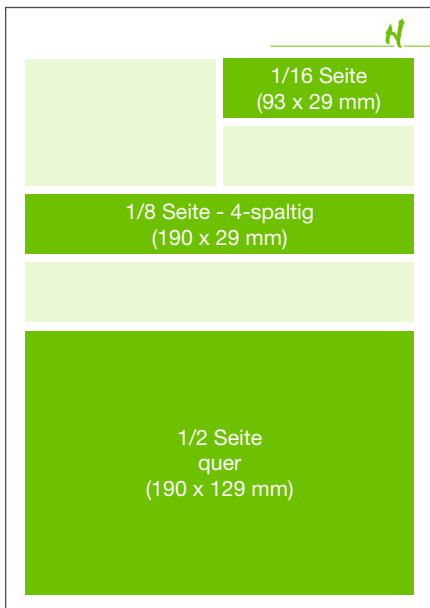 N
1/16 Seite
(93 x 29 mm)
1/8 Seite - 4-spaltig
(190 x 29 mm)
1/2 Seite
quer
(190 x 129 mm)